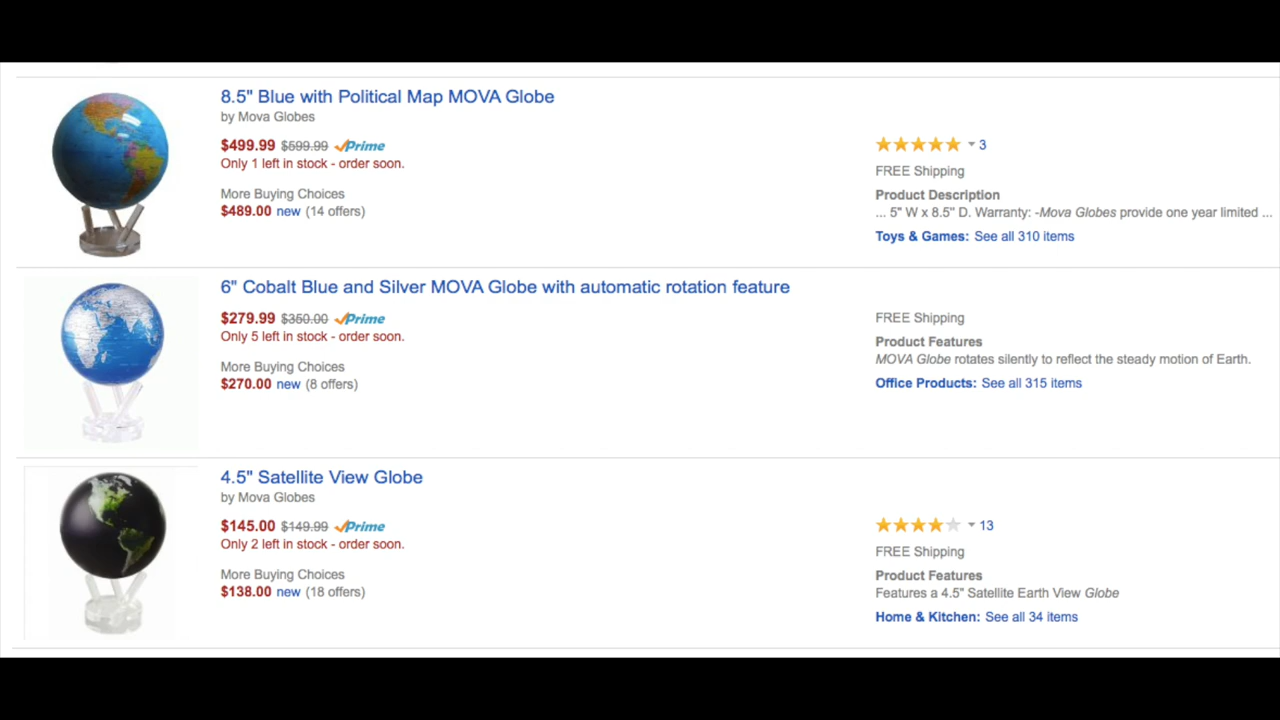 8.5" Blue with Political Map MOVA Globe
by Mova Globes
$499.99 $599.99 Prime
Only 1 left in stock - order soon.
More Buying Choices
$489.00 new (14 offers)
3
FREE Shipping
Product Description
... 5" W x 8.5" D. Warranty: -Mova Globes provide one year limited ...
Toys & Games: See all 310 items
6" Cobalt Blue and Silver MOVA Globe with automatic rotation feature
$279.99 $350.00 Prime
Only 5 left in stock - order soon.
More Buying Choices
$270.00 new (8 offers)
FREE Shipping
Product Features
MOVA Globe rotates silently to reflect the steady motion of Earth.
Office Products: See all 315 items
4.5" Satellite View Globe
by Mova Globes
$145.00 $149.99 Prime
Only 2 left in stock - order soon.
More Buying Choices
$138.00 new (18 offers)
13
FREE Shipping
Product Features
Features a 4.5" Satellite Earth View Globe
Home & Kitchen: See all 34 items